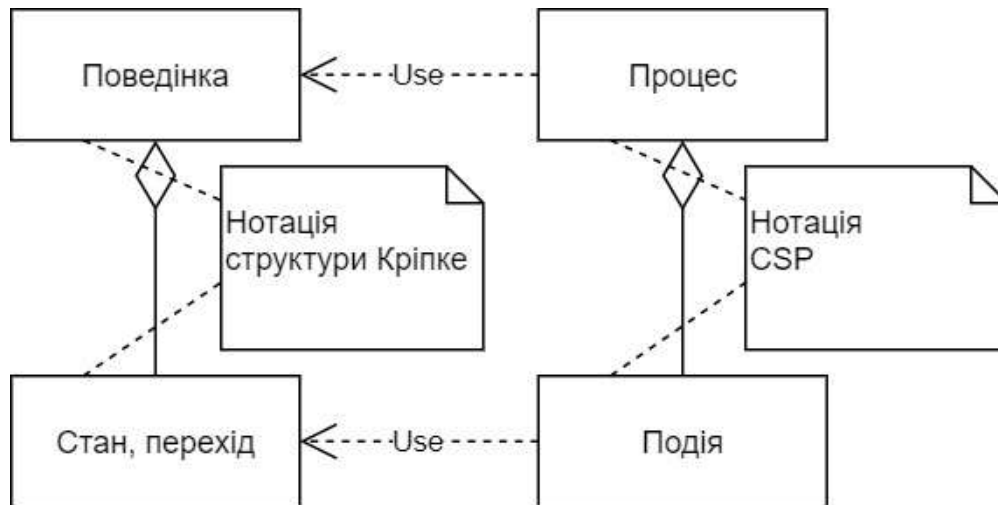 Поведінка
Use
Процес
Нотація
структури Кріпке
Нотація
CSP
Стан, перехід
Use
Подія